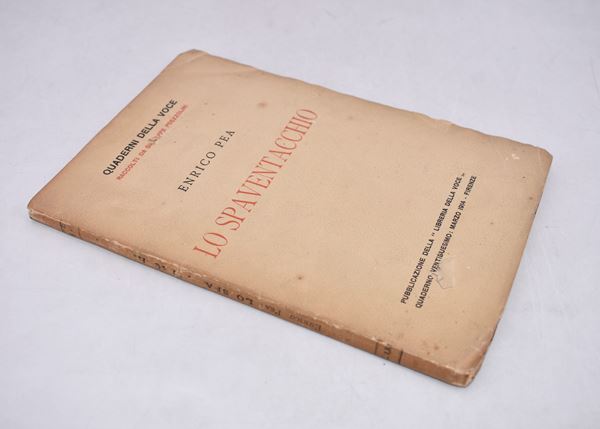 QUADERNI DELLA VOCE
RACCOLTI DA GIUSEPPE PREZZOLINI
ENRICO PEA
LO SPAVENTACCHIO
PUBBLICAZIONE DELLA "LIBRERIA DELLA VOCE„
QUADERNO VENTIDUESIMO: MARZO 1914 - FIRENZE